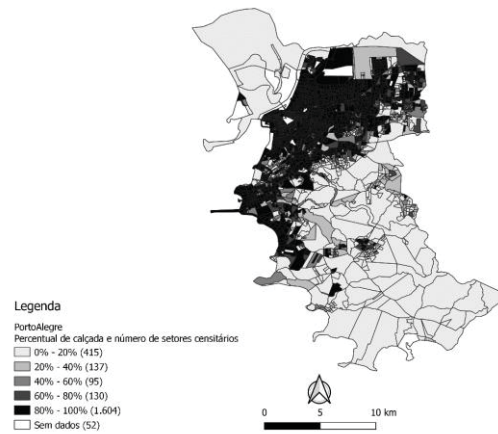 Legenda
PortoAlegre
Percentual de calçada e número de setores censitários
0% - 20% (415)
20% - 40% (137)
40% - 60% (95)
60% - 80% (130)
80% - 100% (1.604)
Sem dados (52)
0 5 10 km